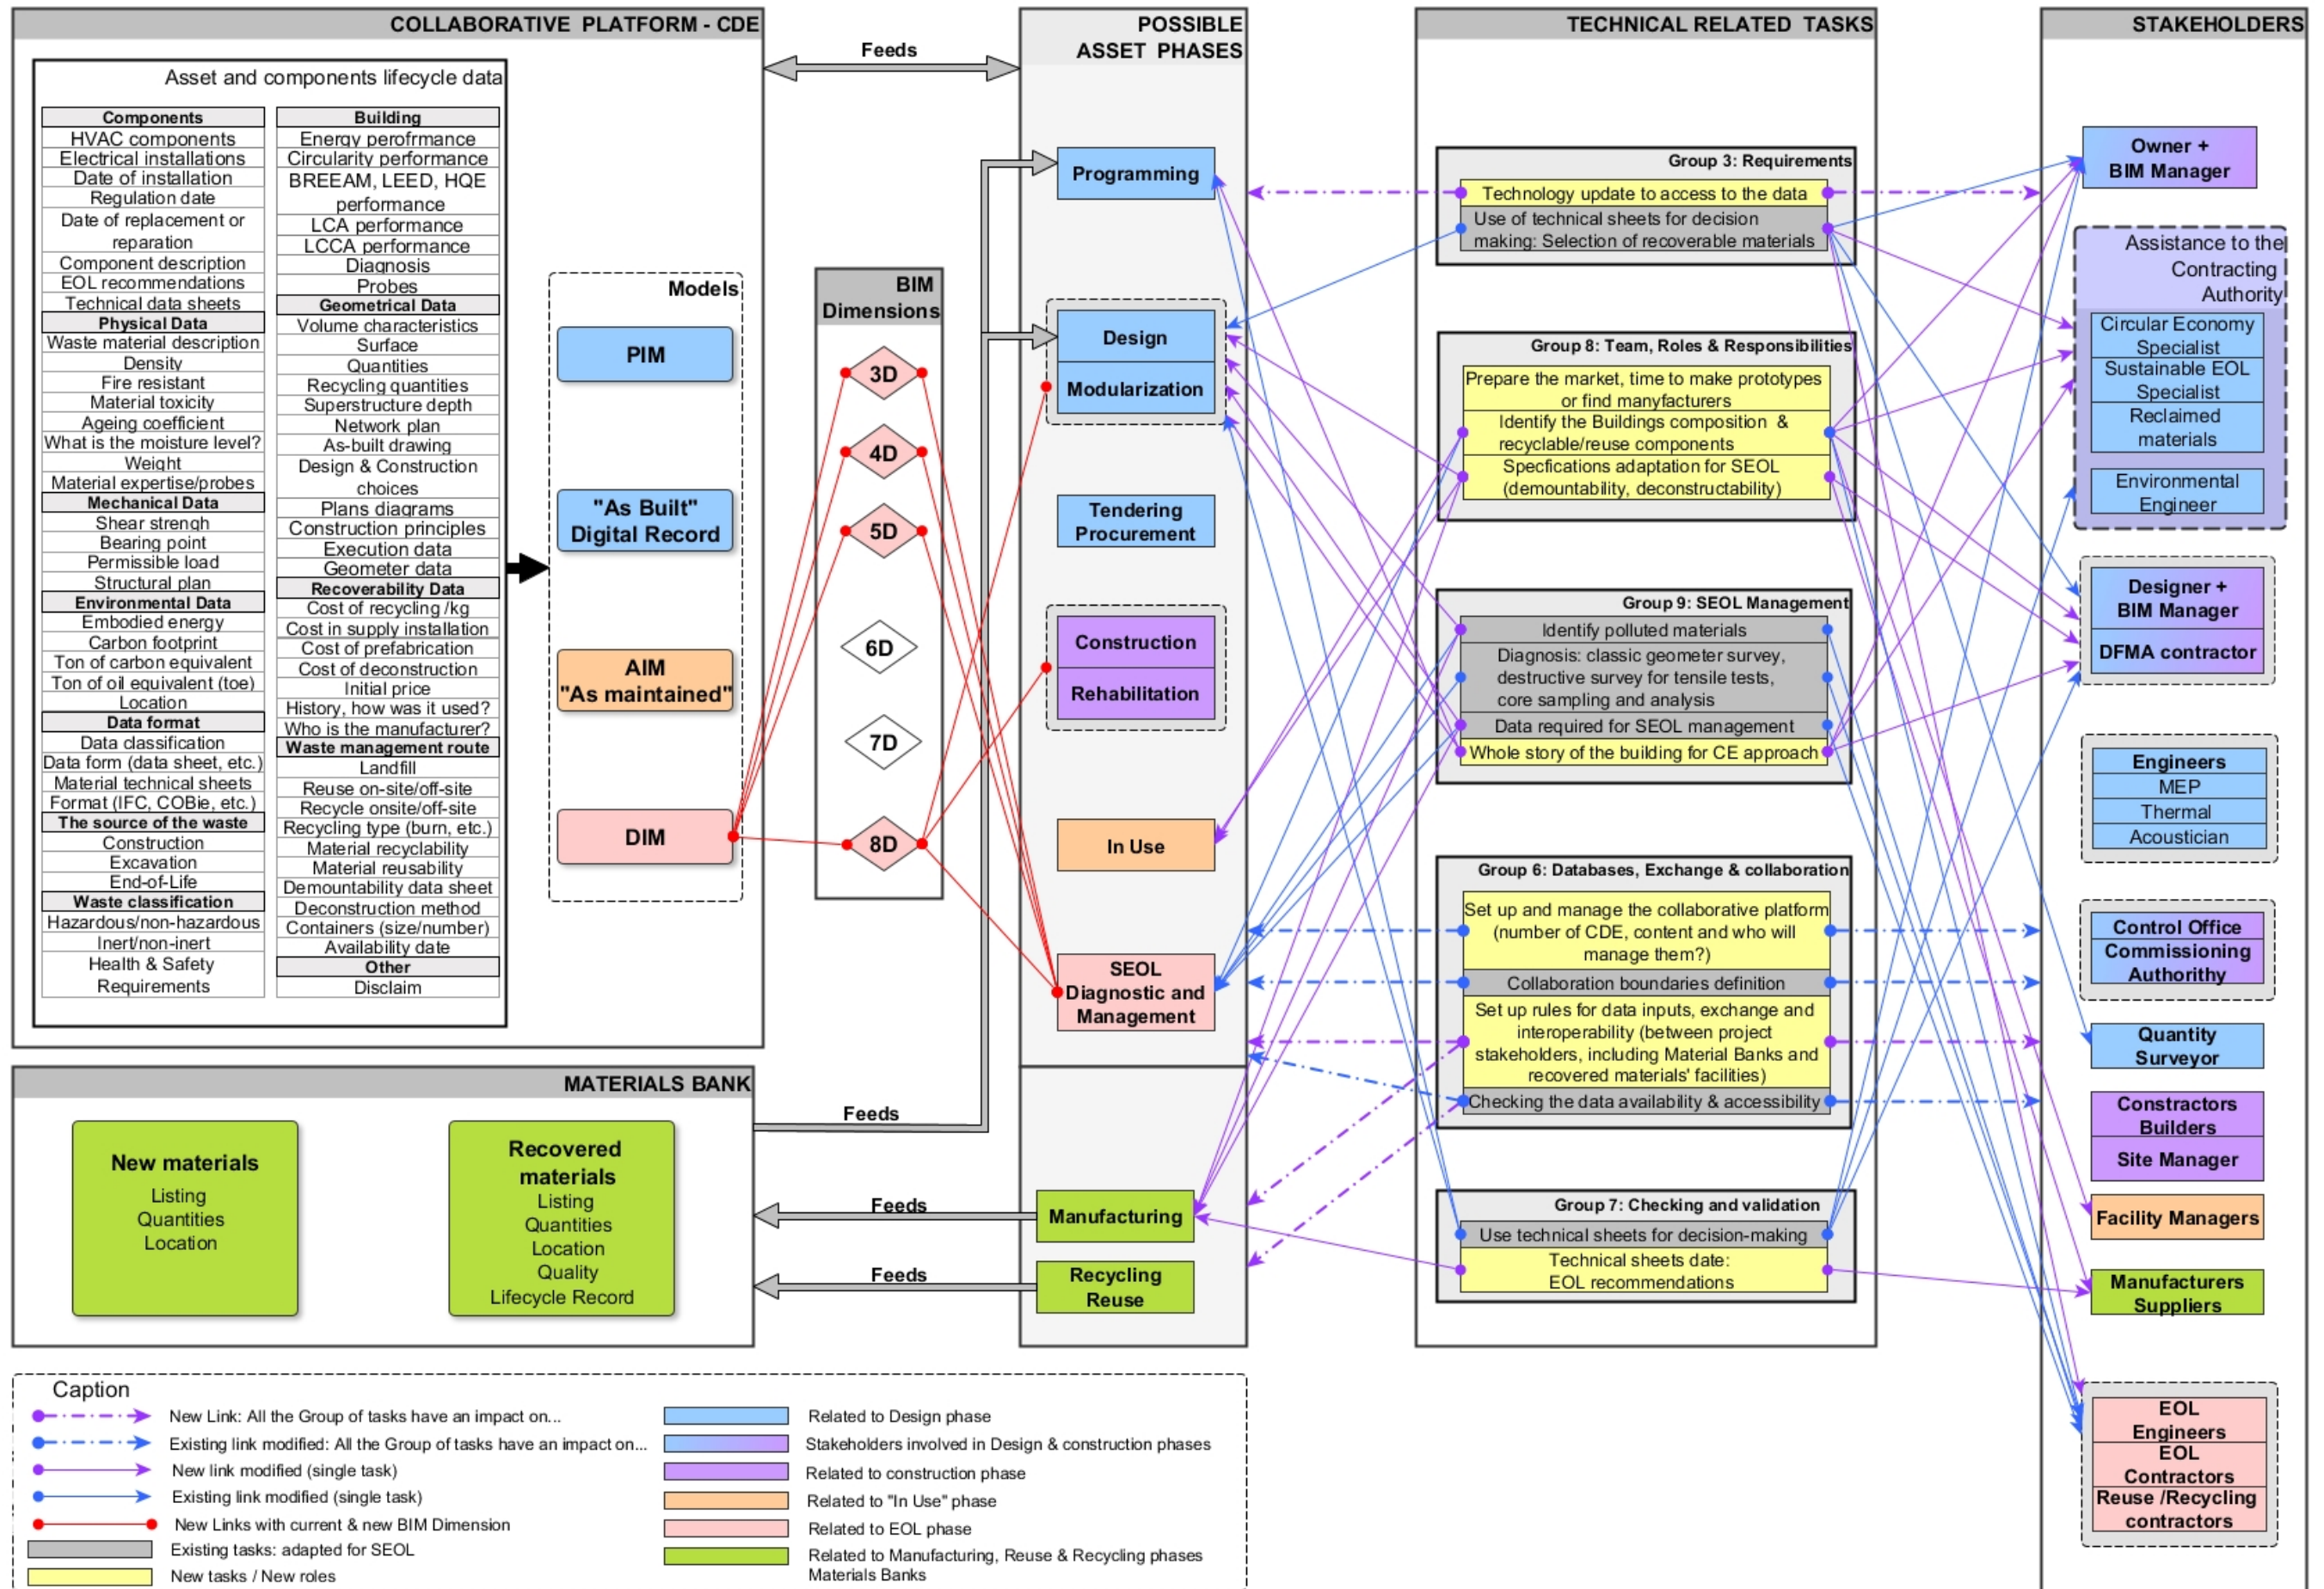 COLLABORATIVE PLATFORM - CDE
Asset and components lifecycle data
Components
HVAC components
Electrical installations
Date of installation
Regulation date
Date of replacement or
reparation
Component description
EOL recommendations
Technical data sheets
Physical Data
Waste material description
Density
Fire resistant
Material toxicity
Ageing coefficient
What is the moisture level?
Weight
Material expertise/probes
Mechanical Data
Shear strengh
Bearing point
Permissible load
Structural plan
Environmental Data
Embodied energy
Carbon footprint
Ton of carbon equivalent
Ton of oil equivalent (toe)
Location
Data format
Data classification
Data form (data sheet, etc.)
Material technical sheets
Format (IFC, COBie, etc.)
The source of the waste
Construction
Excavation
End-of-Life
Waste classification
Hazardous/non-hazardous
Inert/non-inert
Health & Safety
Requirements
Building
Energy perofrmance
Circularity performance
BREEAM, LEED, HQE
performance
LCA performance
LCCA performance
Diagnosis
Probes
Geometrical Data
Volume characteristics
Surface
Quantities
Recycling quantities
Superstructure depth
Network plan
As-built drawing
Design & Construction
choices
Plans diagrams
Construction principles
Execution data
Geometer data
Recoverability Data
Cost of recycling /kg
Cost in supply installation
Cost of prefabrication
Cost of deconstruction
Initial price
History, how was it used?
Who is the manufacturer?
Waste management route
Landfill
Reuse on-site/off-site
Recycle onsite/off-site
Recycling type (burn, etc.)
Material recyclability
Material reusability
Demountability data sheet
Deconstruction method
Containers (size/number)
Availability date
Other
Disclaim
Models
PIM
"As Built"
Digital Record
AIM
"As maintained"
DIM
BIM
Dimensions
3D
4D
5D
6D
7D
8D
Feeds
POSSIBLE
ASSET PHASES
Programming
Design
Modularization
Tendering
Procurement
Construction
Rehabilitation
In Use
SEOL
Diagnostic and
Management
Manufacturing
Recycling
Reuse
MATERIALS BANK
New materials
Listing
Quantities
Location
Recovered
materials
Listing
Quantities
Location
Quality
Lifecycle Record
Feeds
Feeds
Feeds
TECHNICAL RELATED TASKS
Group 3: Requirements
Technology update to access to the data
Use of technical sheets for decision
making: Selection of recoverable materials
Group 8: Team, Roles & Responsibilities
Prepare the market, time to make prototypes
or find manyfacturers
Identify the Buildings composition &
recyclable/reuse components
Specfications adaptation for SEOL
(demountability, deconstructability)
Group 9: SEOL Management
Identify polluted materials
Diagnosis: classic geometer survey,
destructive survey for tensile tests,
core sampling and analysis
Data required for SEOL management
Whole story of the building for CE approach
Group 6: Databases, Exchange & collaboration
Set up and manage the collaborative platform
(number of CDE, content and who will
manage them?)
Collaboration boundaries definition
Set up rules for data inputs, exchange and
interoperability (between project
stakeholders, including Material Banks and
recovered materials' facilities)
Checking the data availability & accessibility
Group 7: Checking and validation
Use technical sheets for decision-making
Technical sheets date:
EOL recommendations
STAKEHOLDERS
Owner +
BIM Manager
Assistance to the
Contracting
Authority
Circular Economy
Specialist
Sustainable EOL
Specialist
Reclaimed
materials
Environmental
Engineer
Designer +
BIM Manager
DFMA contractor
Engineers
MEP
Thermal
Acoustician
Control Office
Commissioning
Authorithy
Quantity
Surveyor
Constractors
Builders
Site Manager
Facility Managers
Manufacturers
Suppliers
EOL
Engineers
EOL
Contractors
Reuse /Recycling
contractors
Caption
New Link: All the Group of tasks have an impact on...
Existing link modified: All the Group of tasks have an impact on...
New link modified (single task)
Existing link modified (single task)
New Links with current & new BIM Dimension
Existing tasks: adapted for SEOL
New tasks / New roles
Related to Design phase
Stakeholders involved in Design & construction phases
Related to construction phase
Related to "In Use" phase
Related to EOL phase
Related to Manufacturing, Reuse & Recycling phases
Materials Banks